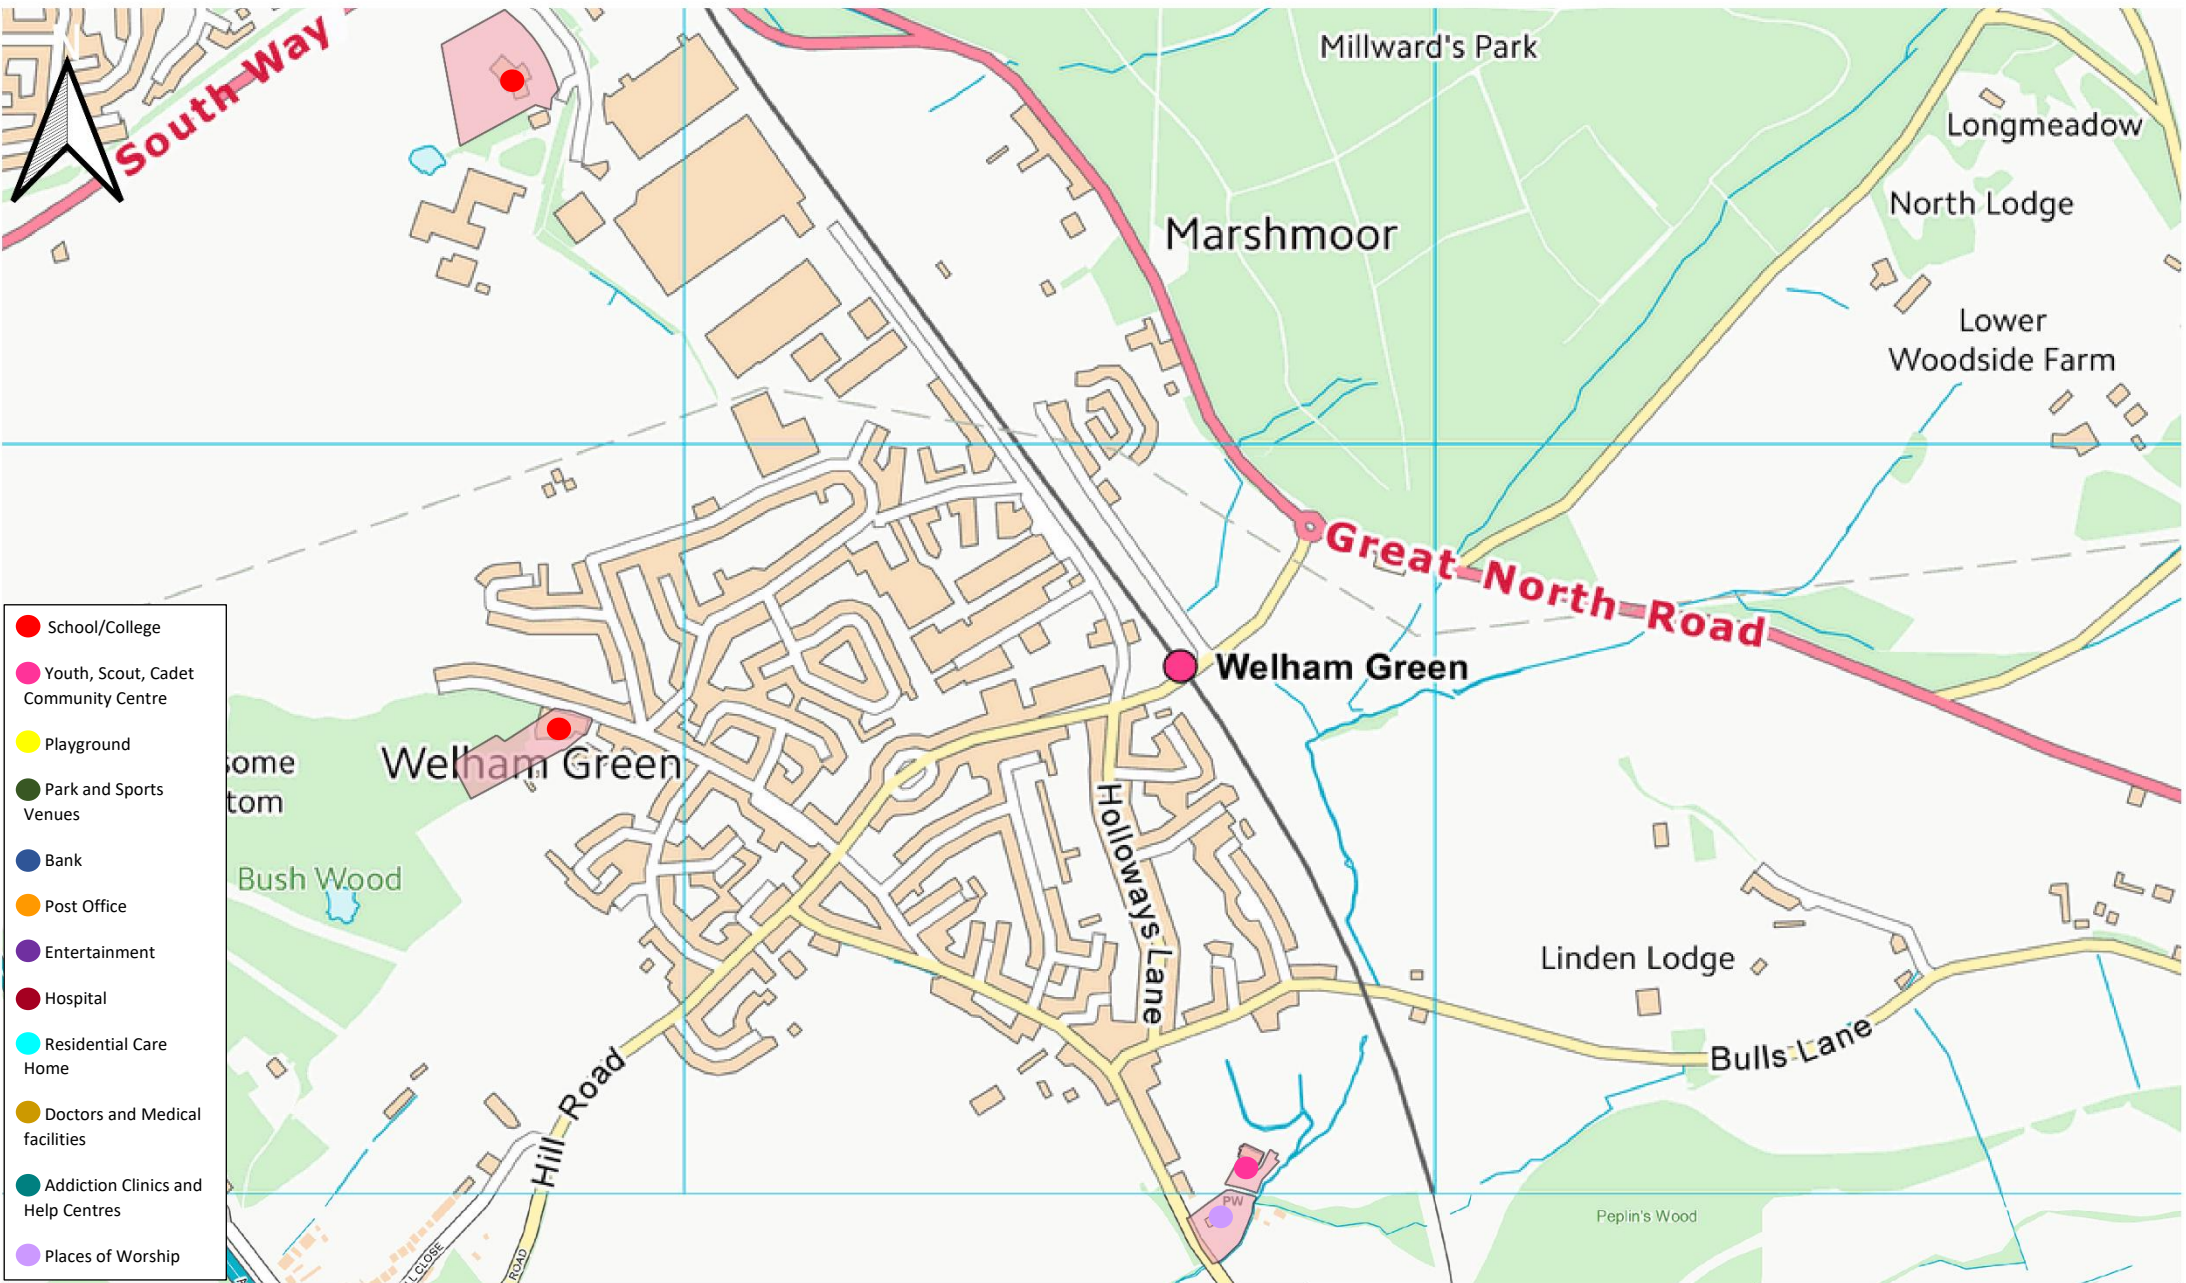 N
South Way
Millward's Park
Longmeadow
North Lodge
Marshmoor
Lower
Woodside Farm
Great North Road
Welham Green
Welham Green
some
tom
Bush Wood
Holloways Lane
Linden Lodge
Bulls Lane
Hill Road
PW
Peplin's Wood
L CLOSE
ROAD
A
School/College
Youth, Scout, Cadet
Community Centre
Playground
Park and Sports
Venues
Bank
Post Office
Entertainment
Hospital
Residential Care
Home
Doctors and Medical
facilities
Addiction Clinics and
Help Centres
Places of Worship